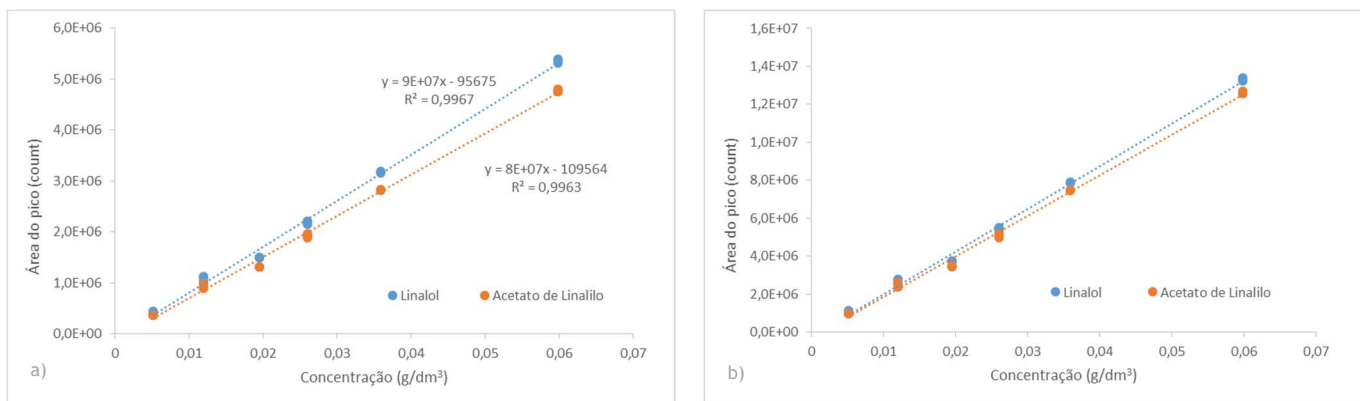 6,0E+06
5,0E+06
4,0E+06
3,0E+06
2,0E+06
1,0E+06
0,0E+00
Área do pico (count)
y = 9E+07x - 95675
R² = 0,9967
y = 8E+07x - 109564
R² = 0,9963
Linalol
Acetato de Linalilo
0
0,01
0,02
0,03
0,04
0,05
0,06
0,07
Concentração (g/dm³)
a)
1,6E+07
1,4E+07
1,2E+07
1,0E+07
8,0E+06
6,0E+06
4,0E+06
2,0E+06
0,0E+00
Área do pico (count)
Linalol
Acetato de Linalilo
0
0,01
0,02
0,03
0,04
0,05
0,06
0,07
Concentração (g/dm³)
b)